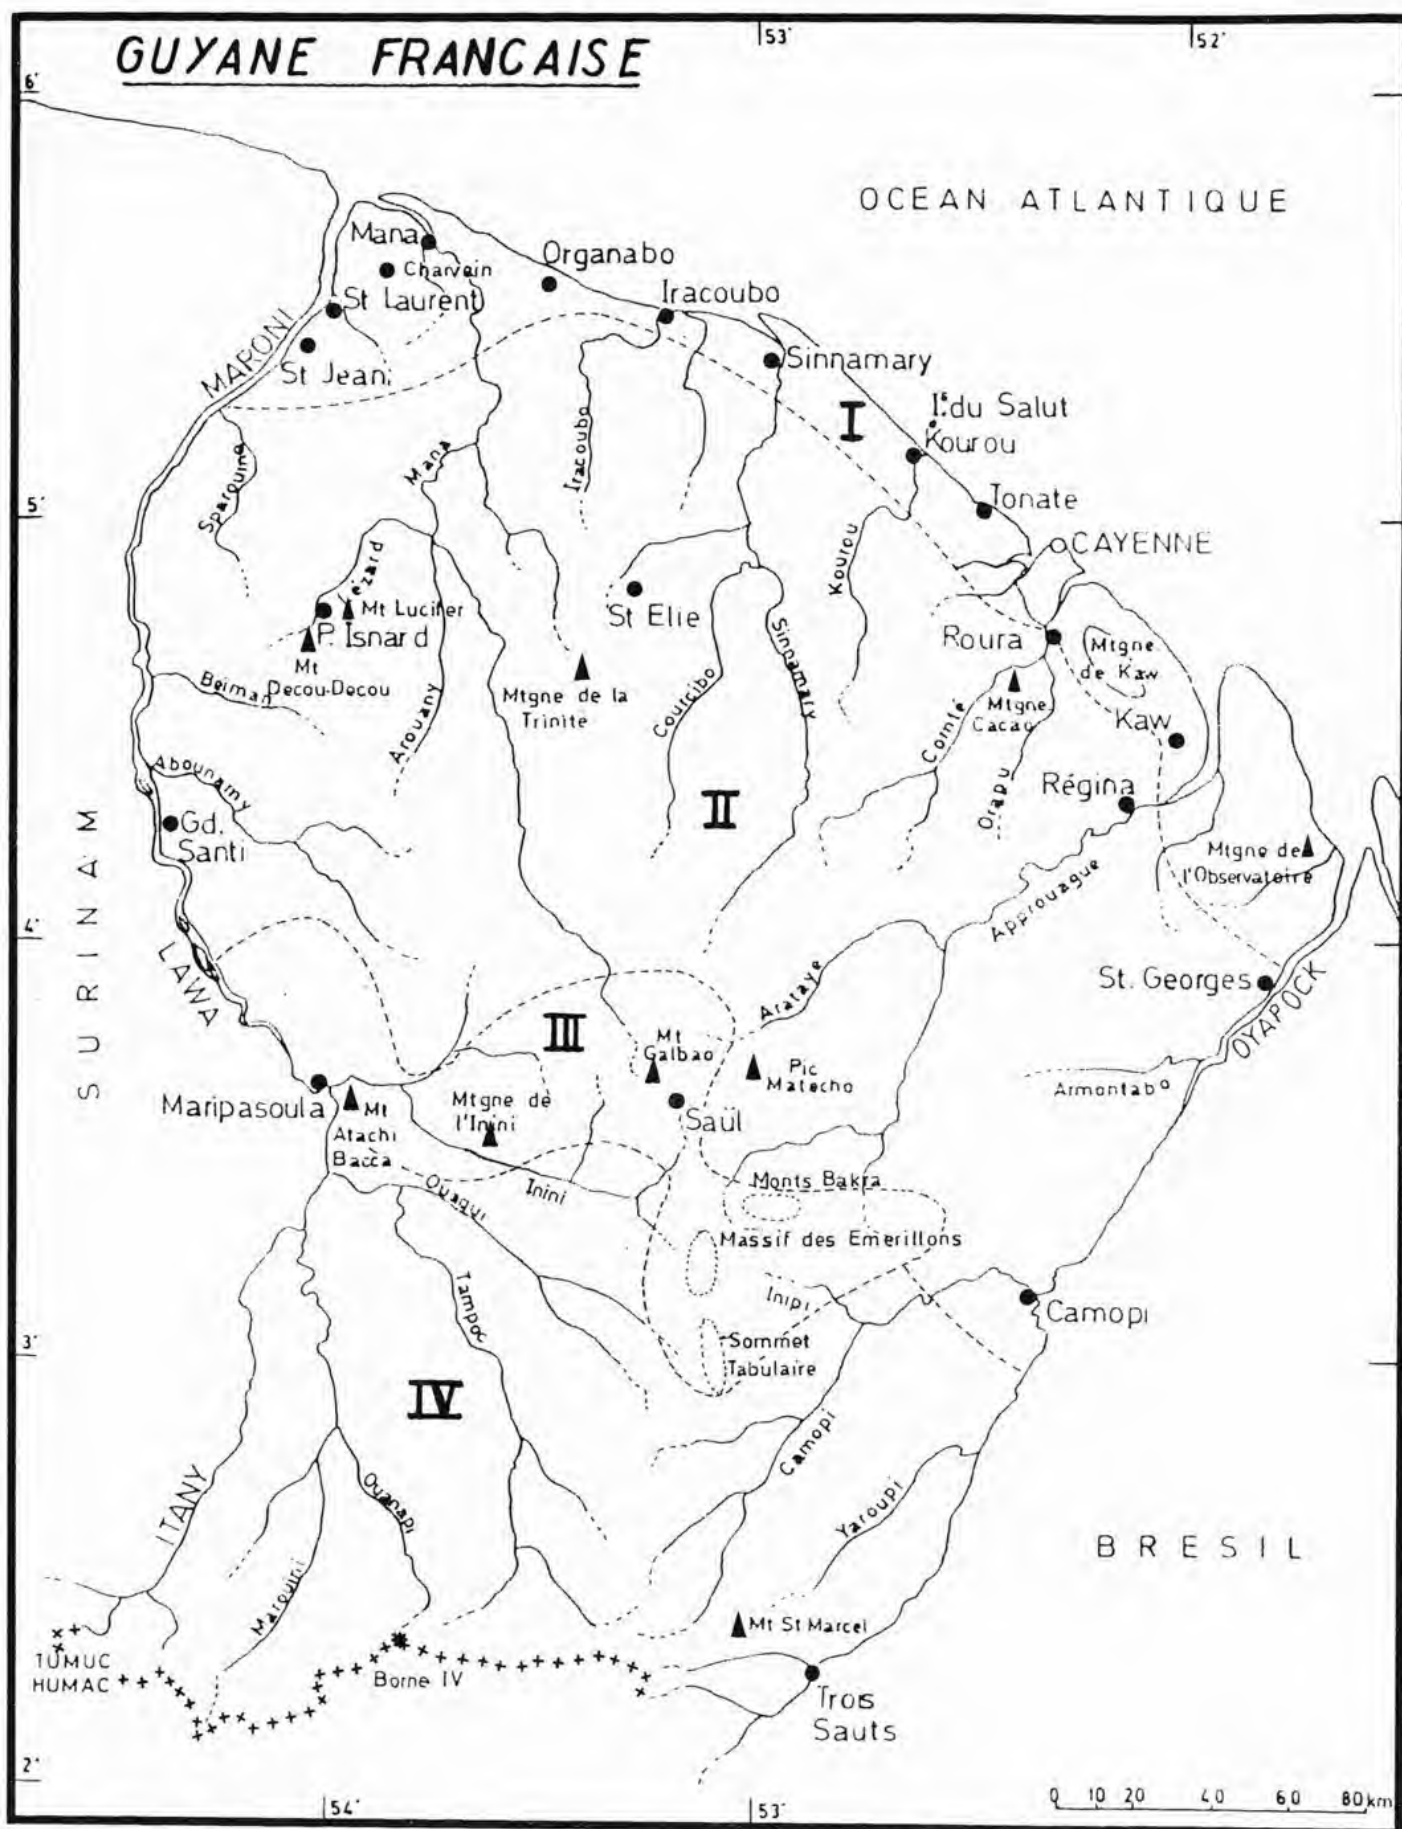 GUYANE FRANCAISE
53°
52°
6°
OCEAN ATLANTIQUE
Mana
Charvein
Organabo
St Laurent
Iracoubo
MARONI
St Jean
Sinnamary
I
Is du Salut
Kourou
Sparouine
Mana
Iracoubo
5°
Tonate
Kourou
CAYENNE
Lézard
Mt Lucifer
P. Isnard
St Elie
Sinnamary
Roura
Mt
Decou-Decou
Mtgne
de Kaw
Beiman
Mtgne de la
Trinité
Courcibo
Mtgne
Cacao
Arouany
Comté
Kaw
Abounamy
II
Orapu
Régina
Gd.
Santi
Mtgne de
l'Observatoire
SURINAM
Approuague
4°
LAWA
St. Georges
Arataye
OYAPOCK
III
Mt
Galbao
Pic
Matecho
Armontabo
Maripasoula
Mt
Atachi
Bacca
Mtgne de
l'Inini
Saül
Ouaqui
Inini
Monts Bakra
Massif des Emerillons
Tampoc
Inipi
Camopi
Sommet
Tabulaire
3°
IV
Camopi
ITANY
Ouanapi
Yaroupi
BRESIL
Marouini
Mt St Marcel
TUMUC
HUMAC
Borne IV
Trois
Sauts
2°
54°
53°
0 10 20 40 60 80 km